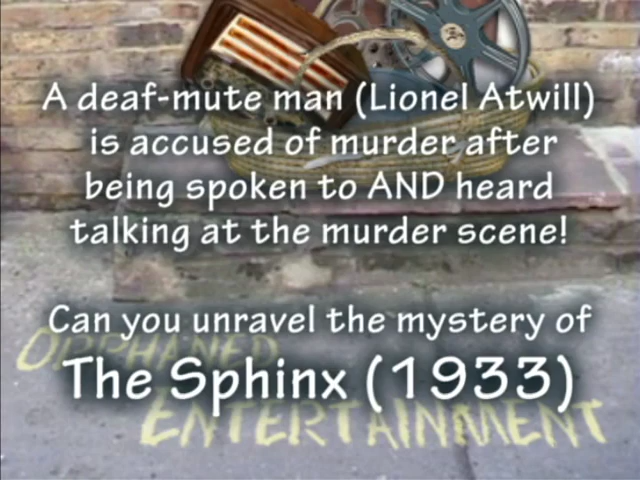 A deaf-mute man (Lionel Atwill)
is accused of murder after
being spoken to AND heard
talking at the murder scene!
Can you unravel the mystery of
The Sphinx (1933)
ORPHANED
ENTERTAINMENT